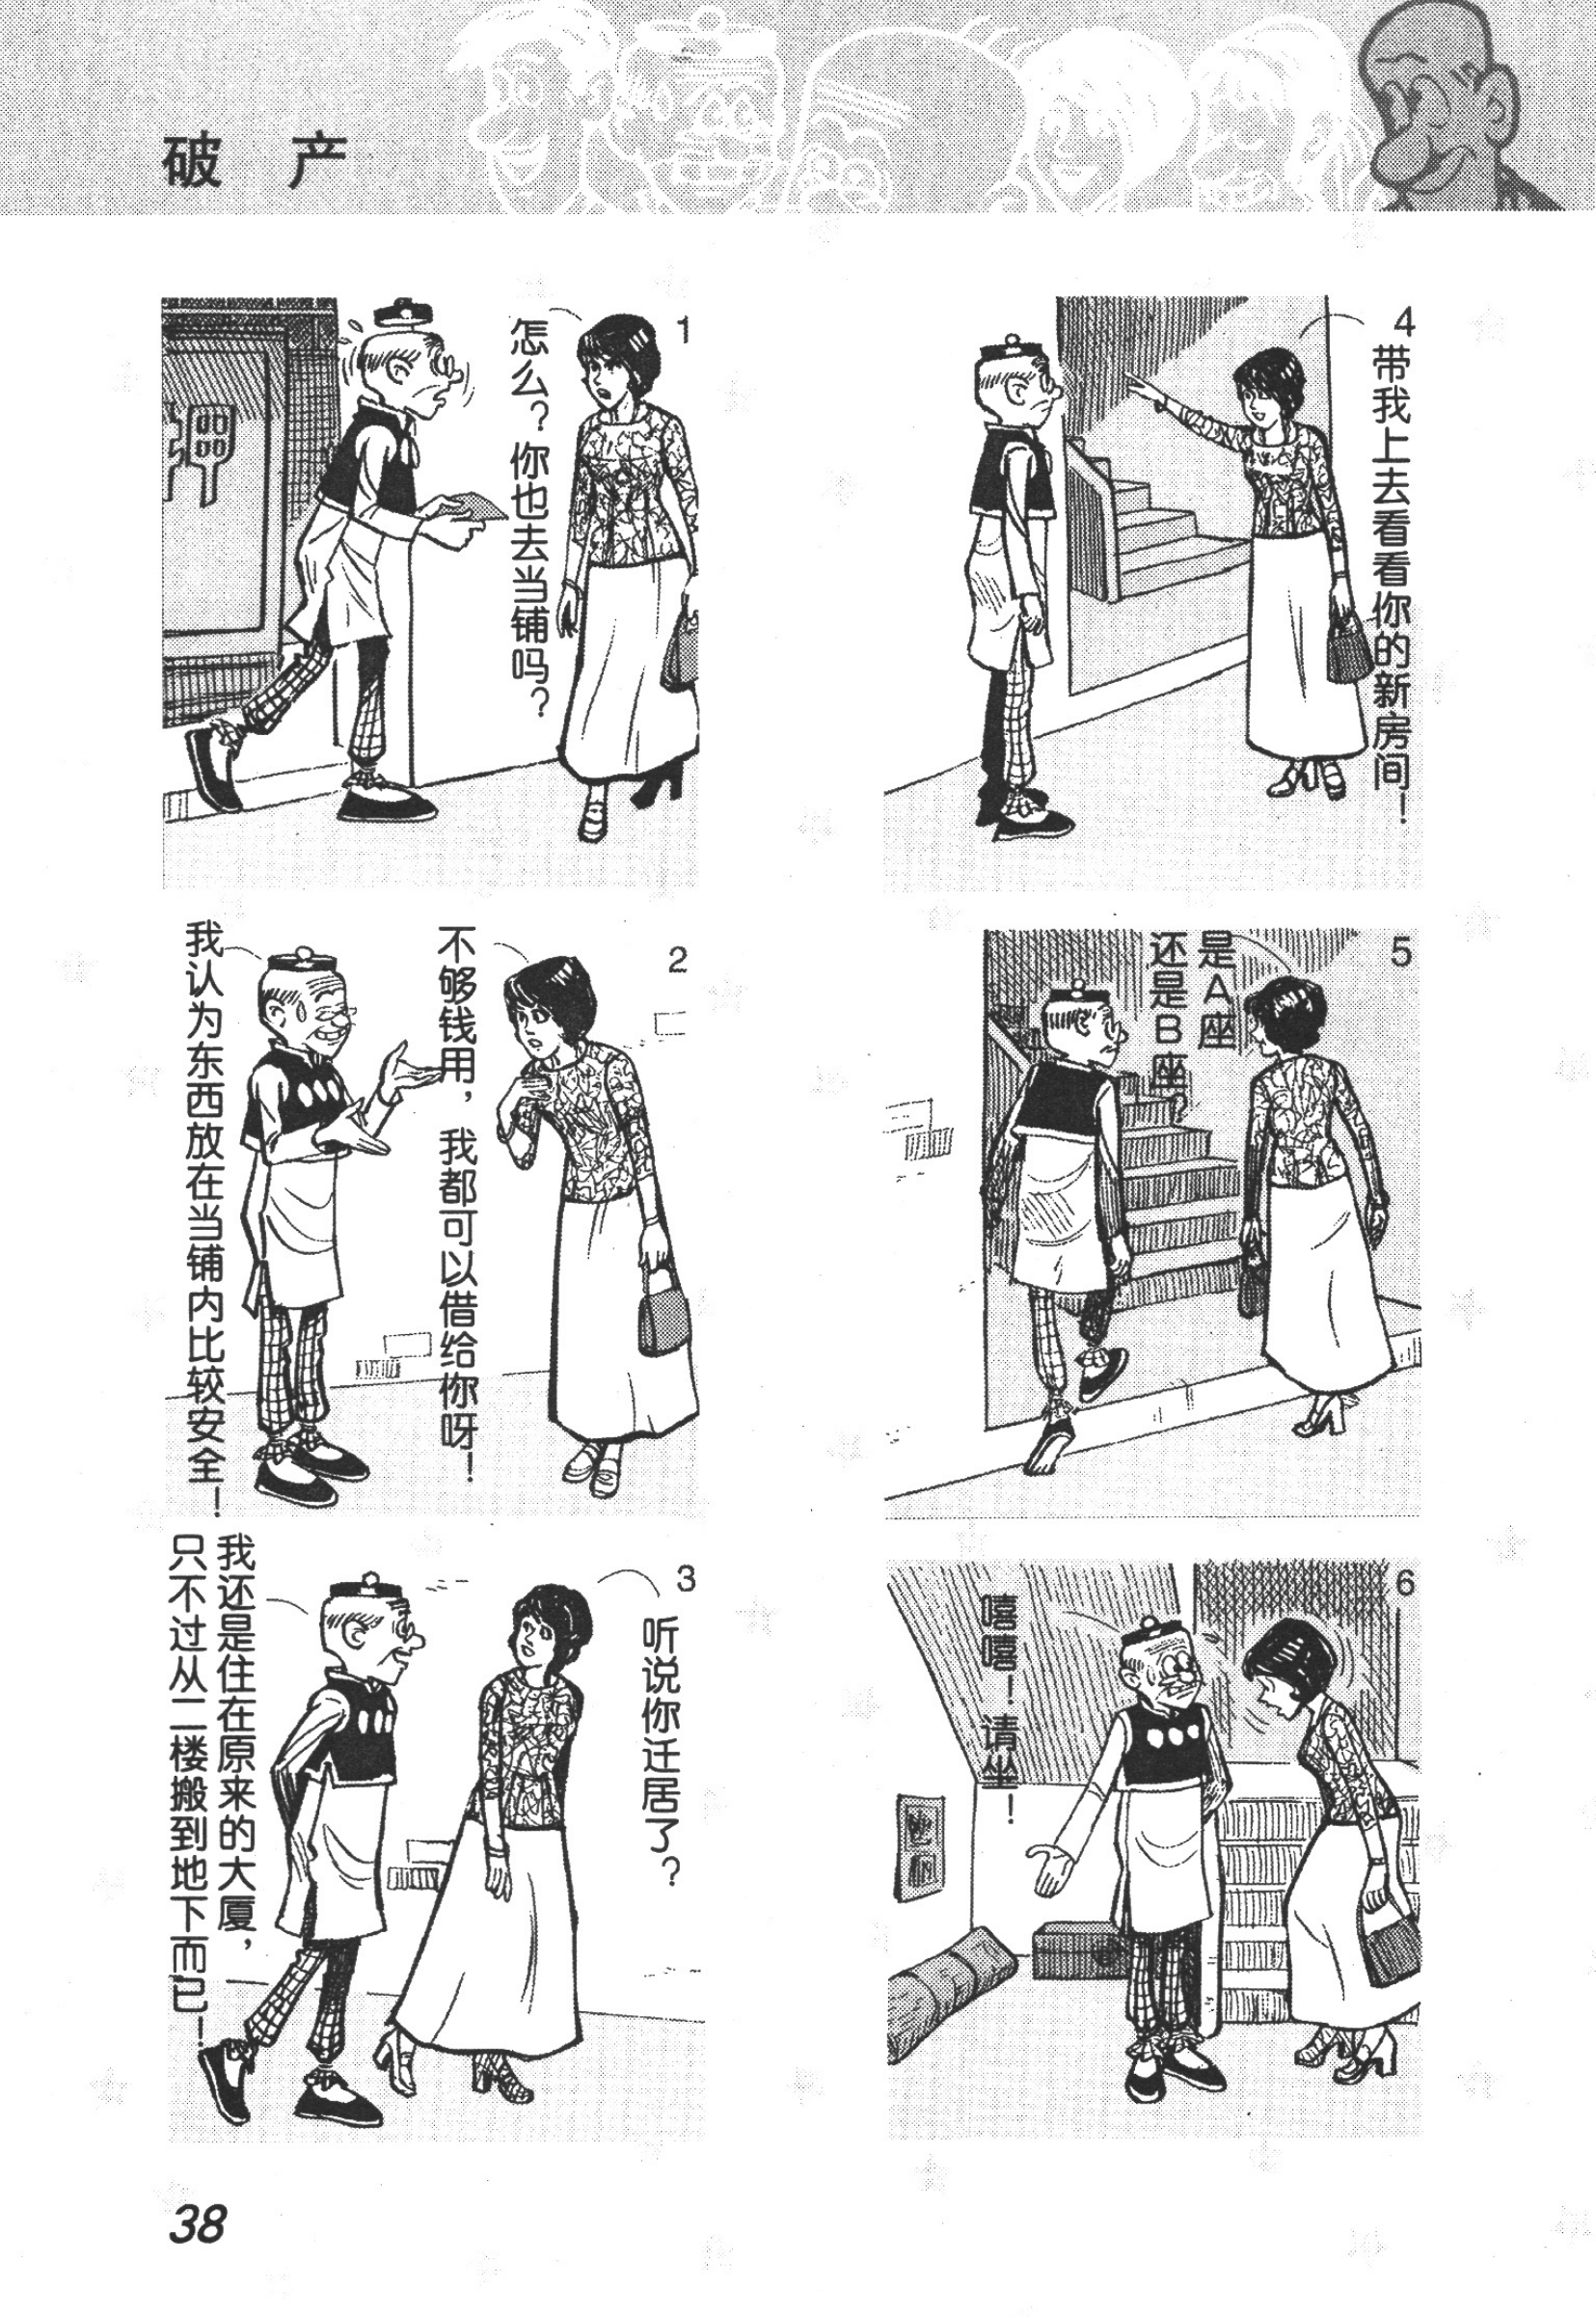 破 产
1
怎么？你也去当铺吗？
2
不够钱用，我都可以借给你呀！
我认为东西放在当铺内比较安全！
3
听说你迁居了？
我还是住在原来的大厦，
只不过从二楼搬到地下而已！
4
带我上去看看你的新房间！
5
是A座
还是B座？
6
嘻嘻！请坐！
38